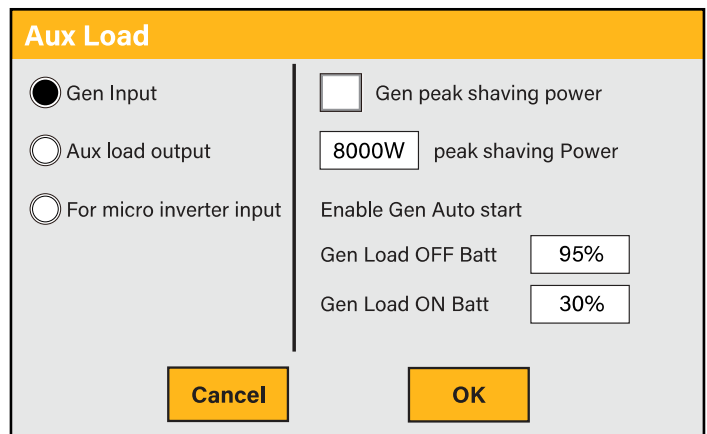 Aux Load
Gen Input
Aux load output
For micro inverter input
Gen peak shaving power
8000W peak shaving Power
Enable Gen Auto start
Gen Load OFF Batt 95%
Gen Load ON Batt 30%
Cancel
OK